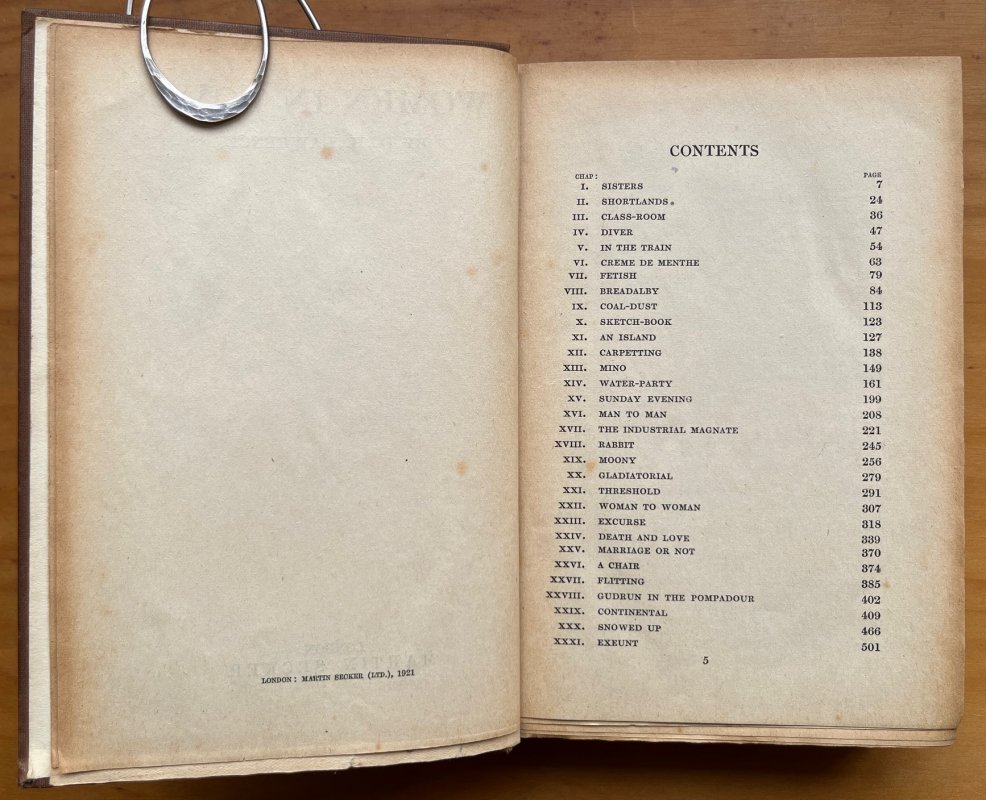 LONDON: MARTIN SECKER (LTD.), 1921
CONTENTS
CHAP: PAGE
I. SISTERS 7
II. SHORTLANDS 24
III. CLASS-ROOM 36
IV. DIVER 47
V. IN THE TRAIN 54
VI. CREME DE MENTHE 63
VII. FETISH 79
VIII. BREADALBY 84
IX. COAL-DUST 113
X. SKETCH-BOOK 123
XI. AN ISLAND 127
XII. CARPETTING 138
XIII. MINO 149
XIV. WATER-PARTY 161
XV. SUNDAY EVENING 199
XVI. MAN TO MAN 208
XVII. THE INDUSTRIAL MAGNATE 221
XVIII. RABBIT 245
XIX. MOONY 256
XX. GLADIATORIAL 279
XXI. THRESHOLD 291
XXII. WOMAN TO WOMAN 307
XXIII. EXCURSE 318
XXIV. DEATH AND LOVE 339
XXV. MARRIAGE OR NOT 370
XXVI. A CHAIR 374
XXVII. FLITTING 385
XXVIII. GUDRUN IN THE POMPADOUR 402
XXIX. CONTINENTAL 409
XXX. SNOWED UP 466
XXXI. EXEUNT 501
5